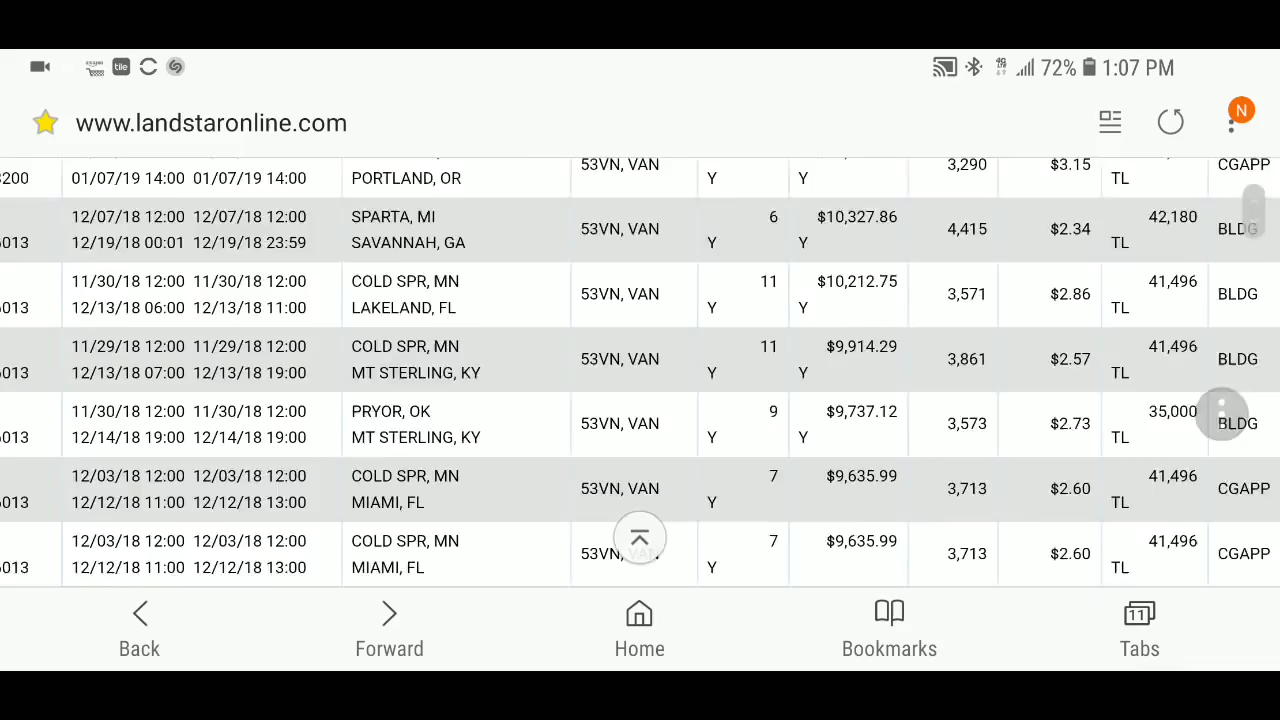 tile 72% 1:07 PM
www.landstaronline.com N
3,290 $3.15 CGAPP
01/07/19 14:00 01/07/19 14:00 PORTLAND, OR 53VN, VAN Y Y TL
12/07/18 12:00 12/07/18 12:00 SPARTA, MI 6 $10,327.86 42,180
53VN, VAN 4,415 $2.34 BLDG
12/19/18 00:01 12/19/18 23:59 SAVANNAH, GA Y Y TL
11/30/18 12:00 11/30/18 12:00 COLD SPR, MN 11 $10,212.75 41,496
53VN, VAN 3,571 $2.86 BLDG
12/13/18 06:00 12/13/18 11:00 LAKELAND, FL Y Y TL
11/29/18 12:00 11/29/18 12:00 COLD SPR, MN 11 $9,914.29 41,496
53VN, VAN 3,861 $2.57 BLDG
12/13/18 07:00 12/13/18 19:00 MT STERLING, KY Y Y TL
11/30/18 12:00 11/30/18 12:00 PRYOR, OK 9 $9,737.12 35,000
53VN, VAN 3,573 $2.73 BLDG
12/14/18 19:00 12/14/18 19:00 MT STERLING, KY Y Y TL
12/03/18 12:00 12/03/18 12:00 COLD SPR, MN 7 $9,635.99 41,496
53VN, VAN 3,713 $2.60 CGAPP
12/12/18 11:00 12/12/18 13:00 MIAMI, FL Y TL
12/03/18 12:00 12/03/18 12:00 COLD SPR, MN 7 $9,635.99 41,496
53VN, VAN 3,713 $2.60 CGAPP
12/12/18 11:00 12/12/18 13:00 MIAMI, FL Y TL
11
Back Forward Home Bookmarks Tabs